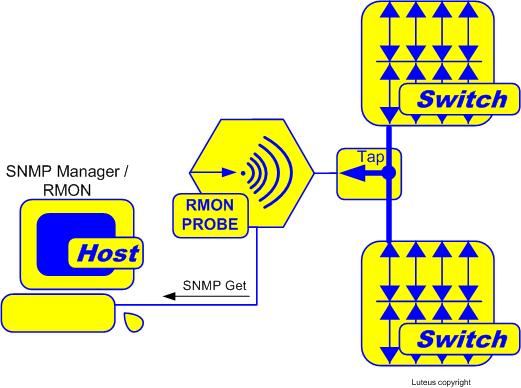 Switch
Tap
SNMP Manager /
RMON
RMON
PROBE
Host
SNMP Get
Switch
Luteus copyright